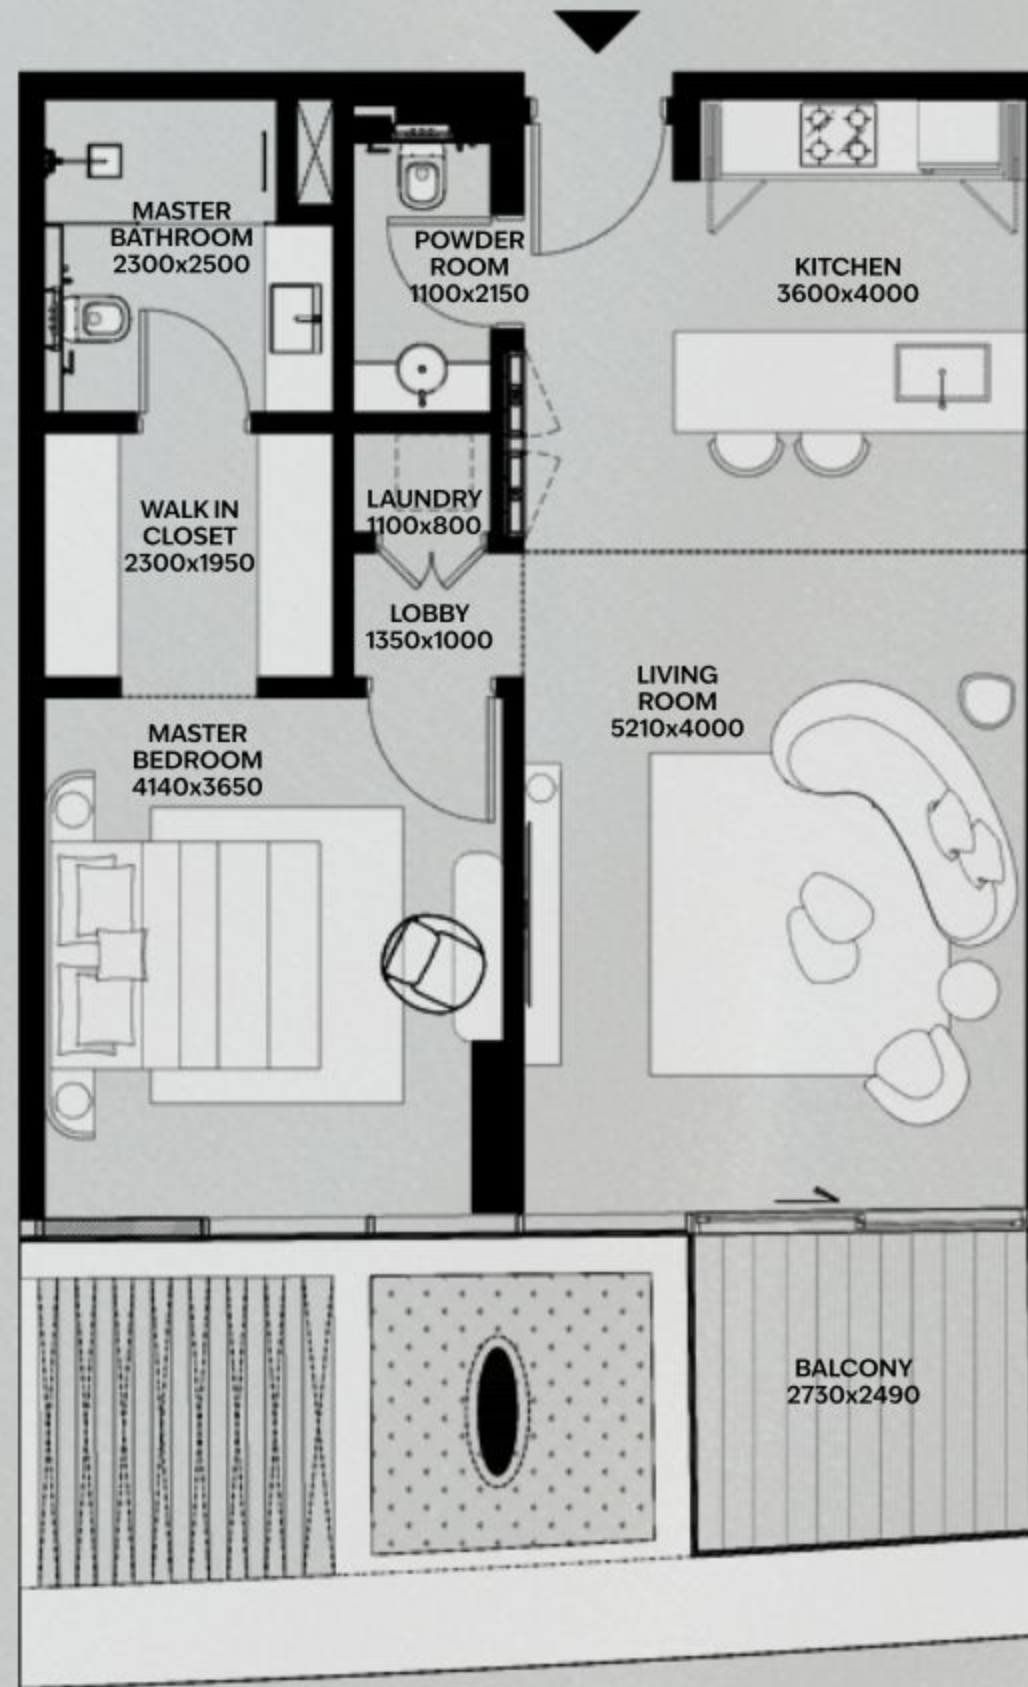 MASTER
BATHROOM
2300x2500
POWDER
ROOM
1100x2150
KITCHEN
3600x4000
WALK IN
CLOSET
2300x1950
LAUNDRY
1100x800
LOBBY
1350x1000
LIVING
ROOM
5210x4000
MASTER
BEDROOM
4140x3650
BALCONY
2730x2490